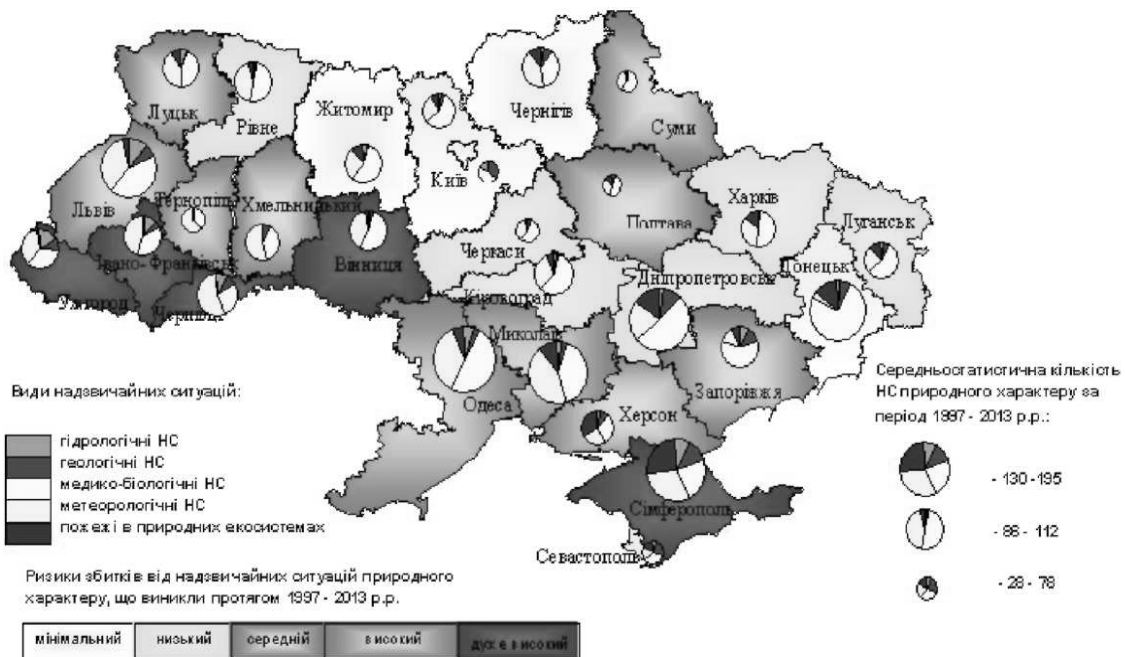 Луцьк
Рівне
Житомир
Чернігів
Суми
Київ
Львів
Тернопіль
Хмельницький
Вінниця
Полтава
Харків
Луганськ
Черкаси
Івано-Франківськ
Ужгород
Чернівці
Кіровоград
Дніпропетровськ
Донецьк
Миколаїв
Одеса
Херсон
Запоріжжя
Сімферополь
Севастополь
Види надзвичайних ситуацій:
гідрологічні НС
геологічні НС
медико-біологічні НС
метеорологічні НС
пожежі в природних екосистемах
Ризики збитків від надзвичайних ситуацій природного
характеру, що виникли протягом 1997 - 2013 р.р.
мінімальний низький середній високий дуже високий
Середньостатистична кількість
НС природного характеру за
період 1997 - 2013 р.р.:
- 130 -195
- 86 - 112
- 28 - 78